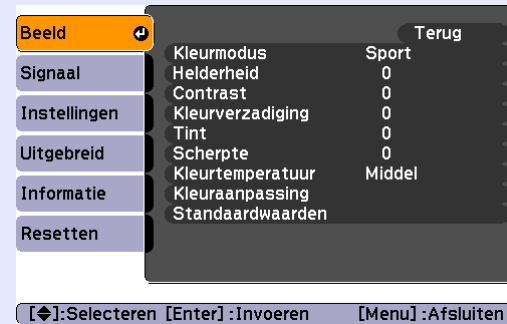 Beeld
Signaal
Instellingen
Uitgebreid
Informatie
Resetten
Terug
Kleurmodus Sport
Helderheid 0
Contrast 0
Kleurverzadiging 0
Tint 0
Scherpte 0
Kleurtemperatuur Middel
Kleuraanpassing
Standaardwaarden
[◆]:Selecteren [Enter] :Invoeren [Menu] :Afsluiten